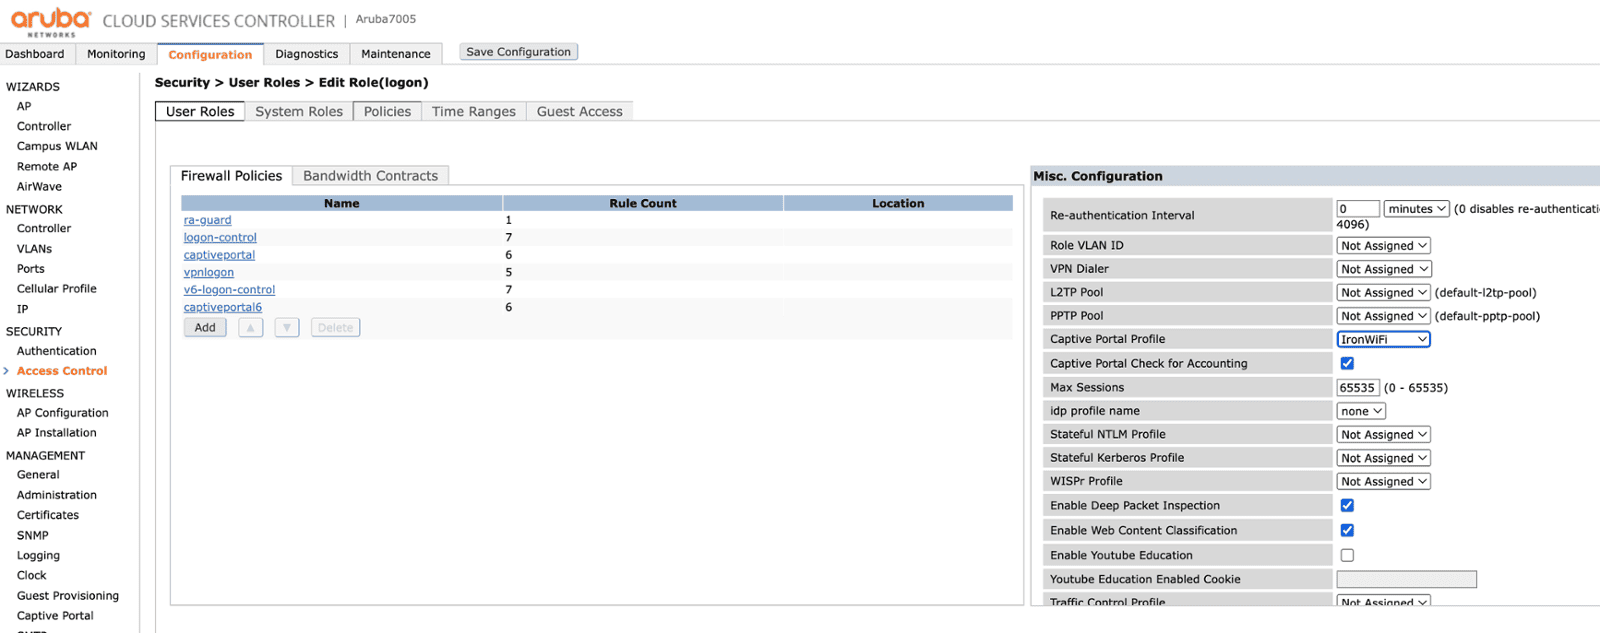 aruba NETWORKS CLOUD SERVICES CONTROLLER | Aruba7005
Dashboard Monitoring Configuration Diagnostics Maintenance Save Configuration
WIZARDS
AP
Controller
Campus WLAN
Remote AP
AirWave
NETWORK
Controller
VLANs
Ports
Cellular Profile
IP
SECURITY
Authentication
> Access Control
WIRELESS
AP Configuration
AP Installation
MANAGEMENT
General
Administration
Certificates
SNMP
Logging
Clock
Guest Provisioning
Captive Portal
Security > User Roles > Edit Role(logon)
User Roles System Roles Policies Time Ranges Guest Access
Firewall Policies Bandwidth Contracts
Name Rule Count Location
ra-guard 1
logon-control 7
captiveportal 6
vpnlogon 5
v6-logon-control 7
captiveportal6 6
Add ▲ ▼ Delete
Misc. Configuration
Re-authentication Interval 0 minutes (0 disables re-authenticati
4096)
Role VLAN ID Not Assigned
VPN Dialer Not Assigned
L2TP Pool Not Assigned (default-l2tp-pool)
PPTP Pool Not Assigned (default-pptp-pool)
Captive Portal Profile IronWiFi
Captive Portal Check for Accounting
Max Sessions 65535 (0 - 65535)
idp profile name none
Stateful NTLM Profile Not Assigned
Stateful Kerberos Profile Not Assigned
WISPr Profile Not Assigned
Enable Deep Packet Inspection
Enable Web Content Classification
Enable Youtube Education
Youtube Education Enabled Cookie
Traffic Control Profile Not Assigned